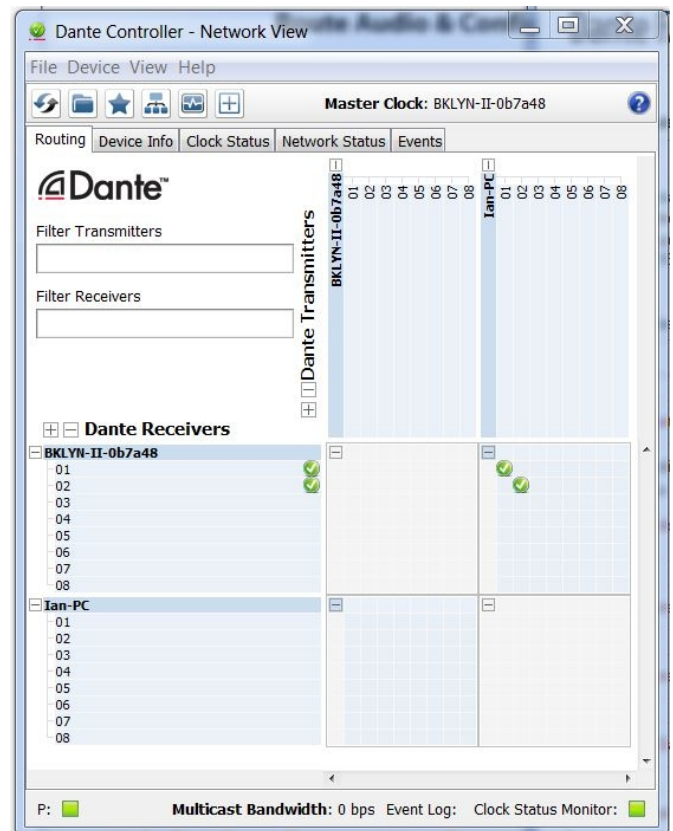 Dante Controller - Network View
File Device View Help
Master Clock: BKLYN-II-0b7a48
Routing Device Info Clock Status Network Status Events
Dante™
Filter Transmitters
Filter Receivers
Dante Transmitters
BKLYN-II-0b7a48
01 02 03 04 05 06 07 08
Ian-PC
01 02 03 04 05 06 07 08
Dante Receivers
BKLYN-II-0b7a48
01
02
03
04
05
06
07
08
Ian-PC
01
02
03
04
05
06
07
08
P: Multicast Bandwidth: 0 bps Event Log: Clock Status Monitor: